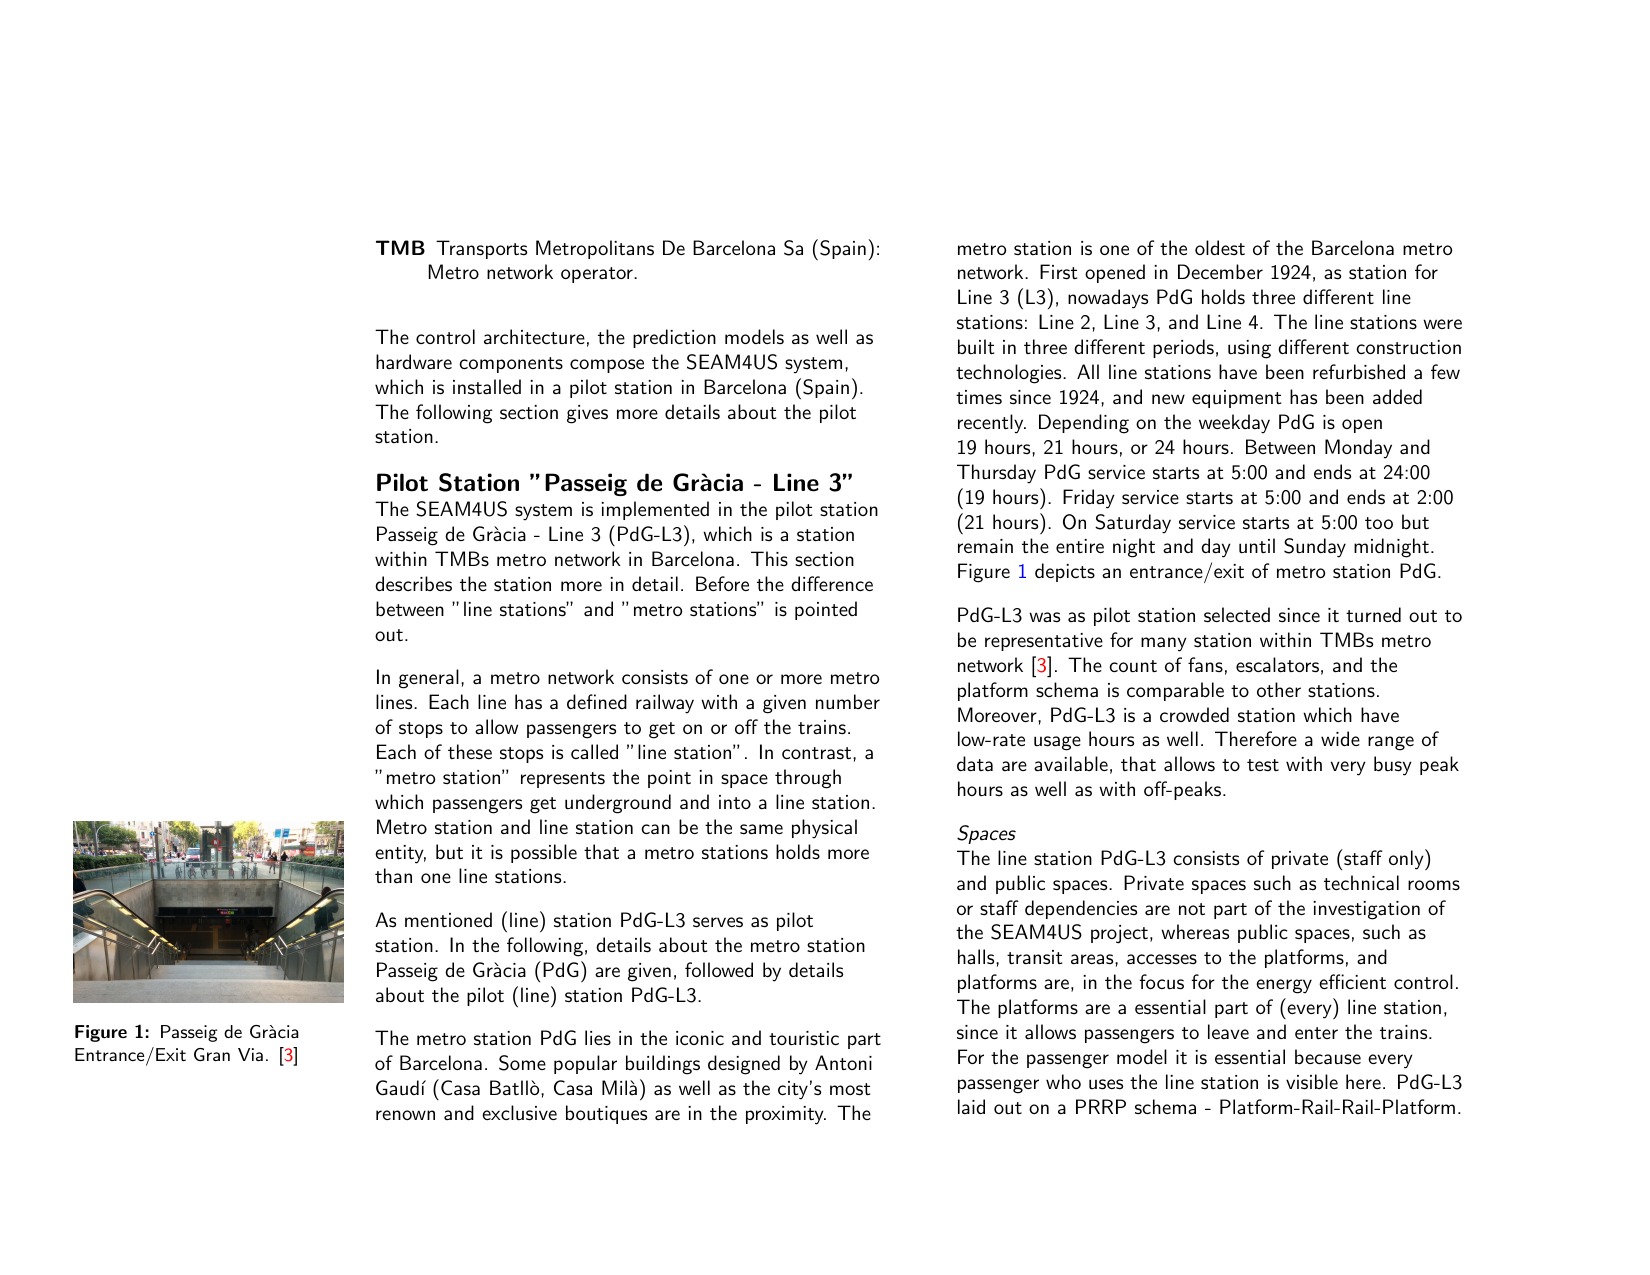 TMB Transports Metropolitans De Barcelona Sa (Spain):
Metro network operator.
The control architecture, the prediction models as well as
hardware components compose the SEAM4US system,
which is installed in a pilot station in Barcelona (Spain).
The following section gives more details about the pilot
station.
Pilot Station ”Passeig de Gràcia - Line 3”
The SEAM4US system is implemented in the pilot station
Passeig de Gràcia - Line 3 (PdG-L3), which is a station
within TMBs metro network in Barcelona. This section
describes the station more in detail. Before the difference
between ”line stations” and ”metro stations” is pointed
out.
In general, a metro network consists of one or more metro
lines. Each line has a defined railway with a given number
of stops to allow passengers to get on or off the trains.
Each of these stops is called ”line station”. In contrast, a
”metro station” represents the point in space through
which passengers get underground and into a line station.
Metro station and line station can be the same physical
entity, but it is possible that a metro stations holds more
than one line stations.
As mentioned (line) station PdG-L3 serves as pilot
station. In the following, details about the metro station
Passeig de Gràcia (PdG) are given, followed by details
about the pilot (line) station PdG-L3.
The metro station PdG lies in the iconic and touristic part
of Barcelona. Some popular buildings designed by Antoni
Gaudí (Casa Batllò, Casa Milà) as well as the city's most
renown and exclusive boutiques are in the proximity. The
Figure 1: Passeig de Gràcia
Entrance/Exit Gran Via. [3]
metro station is one of the oldest of the Barcelona metro
network. First opened in December 1924, as station for
Line 3 (L3), nowadays PdG holds three different line
stations: Line 2, Line 3, and Line 4. The line stations were
built in three different periods, using different construction
technologies. All line stations have been refurbished a few
times since 1924, and new equipment has been added
recently. Depending on the weekday PdG is open
19 hours, 21 hours, or 24 hours. Between Monday and
Thursday PdG service starts at 5:00 and ends at 24:00
(19 hours). Friday service starts at 5:00 and ends at 2:00
(21 hours). On Saturday service starts at 5:00 too but
remain the entire night and day until Sunday midnight.
Figure 1 depicts an entrance/exit of metro station PdG.
PdG-L3 was as pilot station selected since it turned out to
be representative for many station within TMBs metro
network [3]. The count of fans, escalators, and the
platform schema is comparable to other stations.
Moreover, PdG-L3 is a crowded station which have
low-rate usage hours as well. Therefore a wide range of
data are available, that allows to test with very busy peak
hours as well as with off-peaks.
Spaces
The line station PdG-L3 consists of private (staff only)
and public spaces. Private spaces such as technical rooms
or staff dependencies are not part of the investigation of
the SEAM4US project, whereas public spaces, such as
halls, transit areas, accesses to the platforms, and
platforms are, in the focus for the energy efficient control.
The platforms are a essential part of (every) line station,
since it allows passengers to leave and enter the trains.
For the passenger model it is essential because every
passenger who uses the line station is visible here. PdG-L3
laid out on a PRRP schema - Platform-Rail-Rail-Platform.